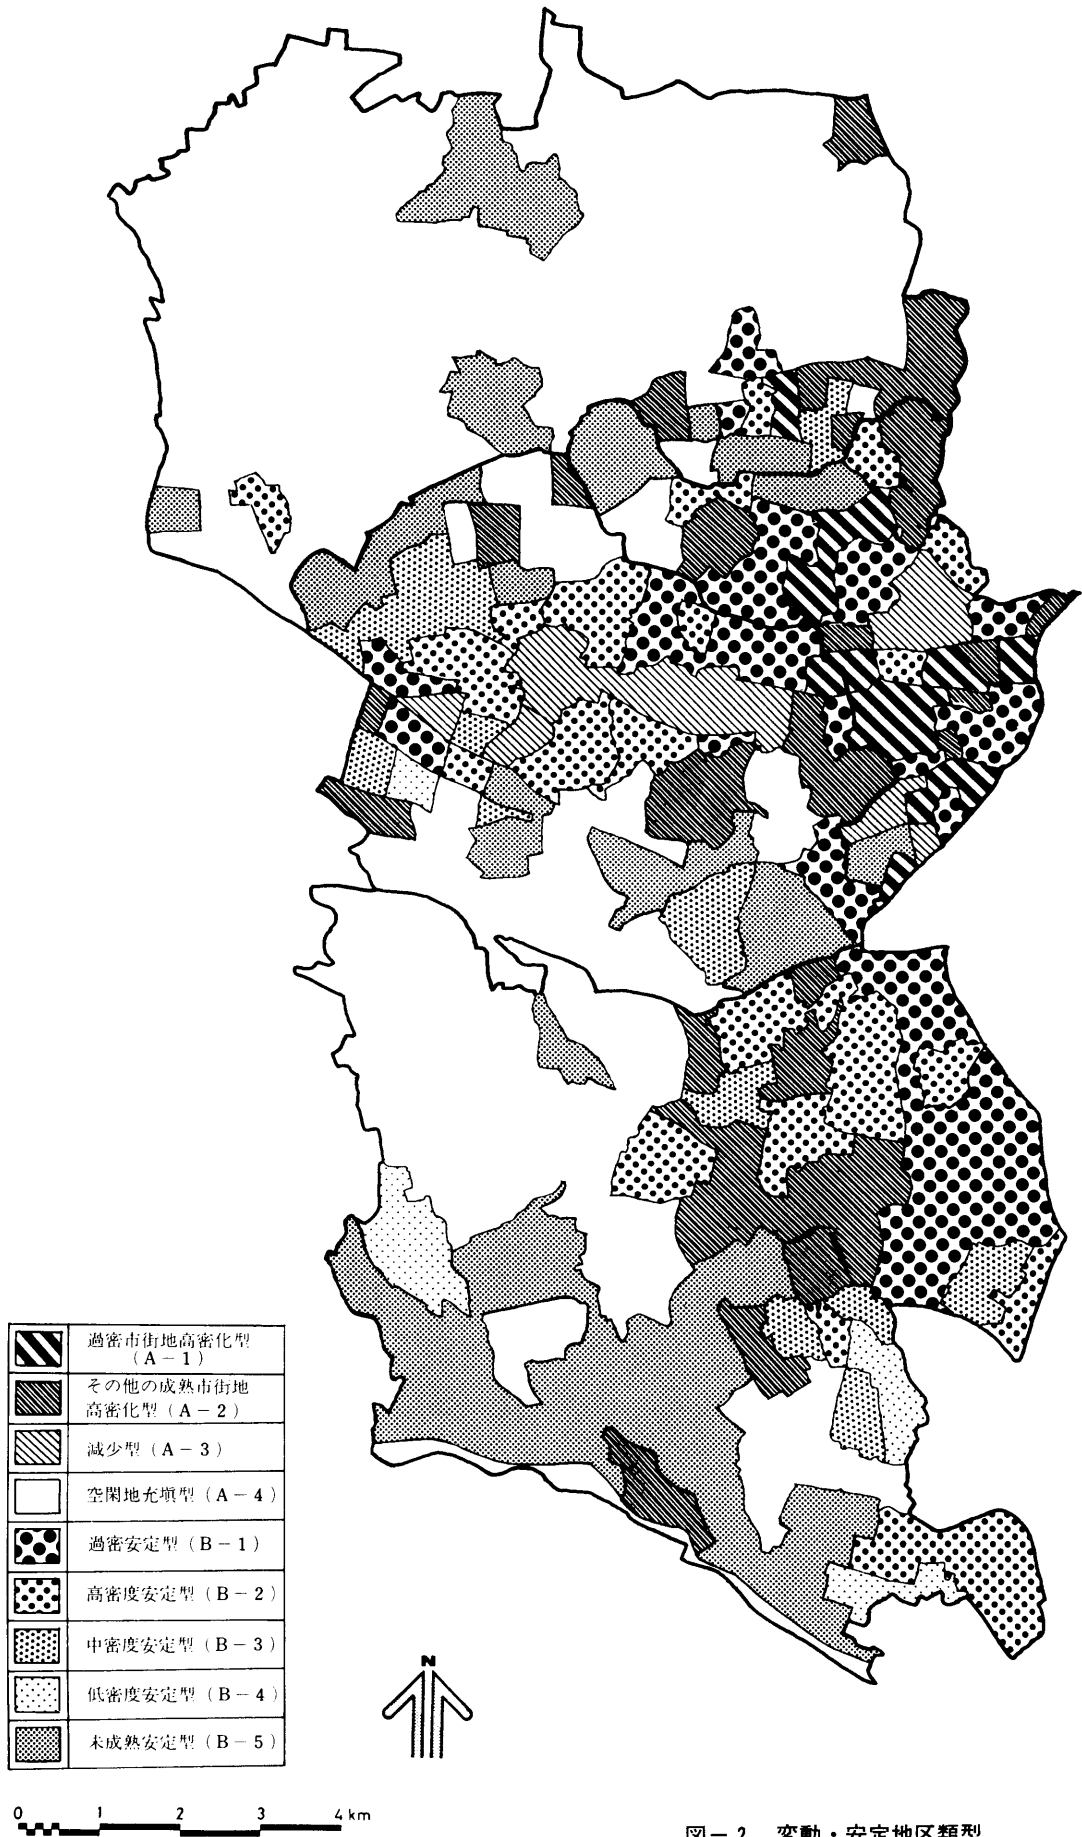 過密市街地高密化型
(A－1)
その他の成熟市街地
高密化型(A－2)
減少型(A－3)
空閑地充塡型(A－4)
過密安定型(B－1)
高密度安定型(B－2)
中密度安定型(B－3)
低密度安定型(B－4)
未成熟安定型(B－5)
N
0 1 2 3 4 km
図－2 変動・安定地区類型